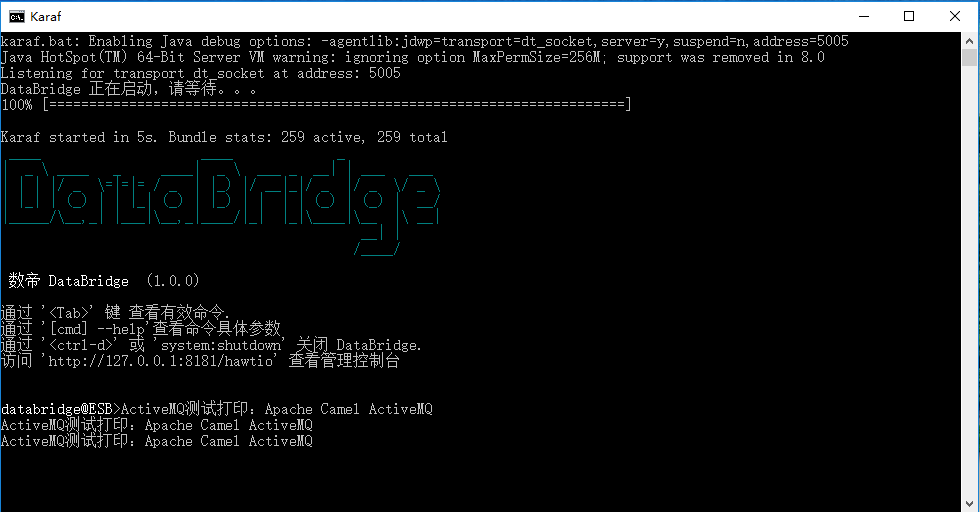 Karaf
karaf.bat: Enabling Java debug options: -agentlib:jdwp=transport=dt_socket,server=y,suspend=n,address=5005
Java HotSpot(TM) 64-Bit Server VM warning: ignoring option MaxPermSize=256M; support was removed in 8.0
Listening for transport dt_socket at address: 5005
DataBridge 正在启动，请等待。。。
100% [========================================================================]
Karaf started in 5s. Bundle stats: 259 active, 259 total
DataBridge
数帝 DataBridge （1.0.0）
通过 '<Tab>' 键 查看有效命令.
通过 '[cmd] --help'查看命令具体参数
通过 '<ctrl-d>' 或 'system:shutdown' 关闭 DataBridge.
访问 'http://127.0.0.1:8181/hawtio' 查看管理控制台
databridge@ESB>ActiveMQ测试打印：Apache Camel ActiveMQ
ActiveMQ测试打印：Apache Camel ActiveMQ
ActiveMQ测试打印：Apache Camel ActiveMQ